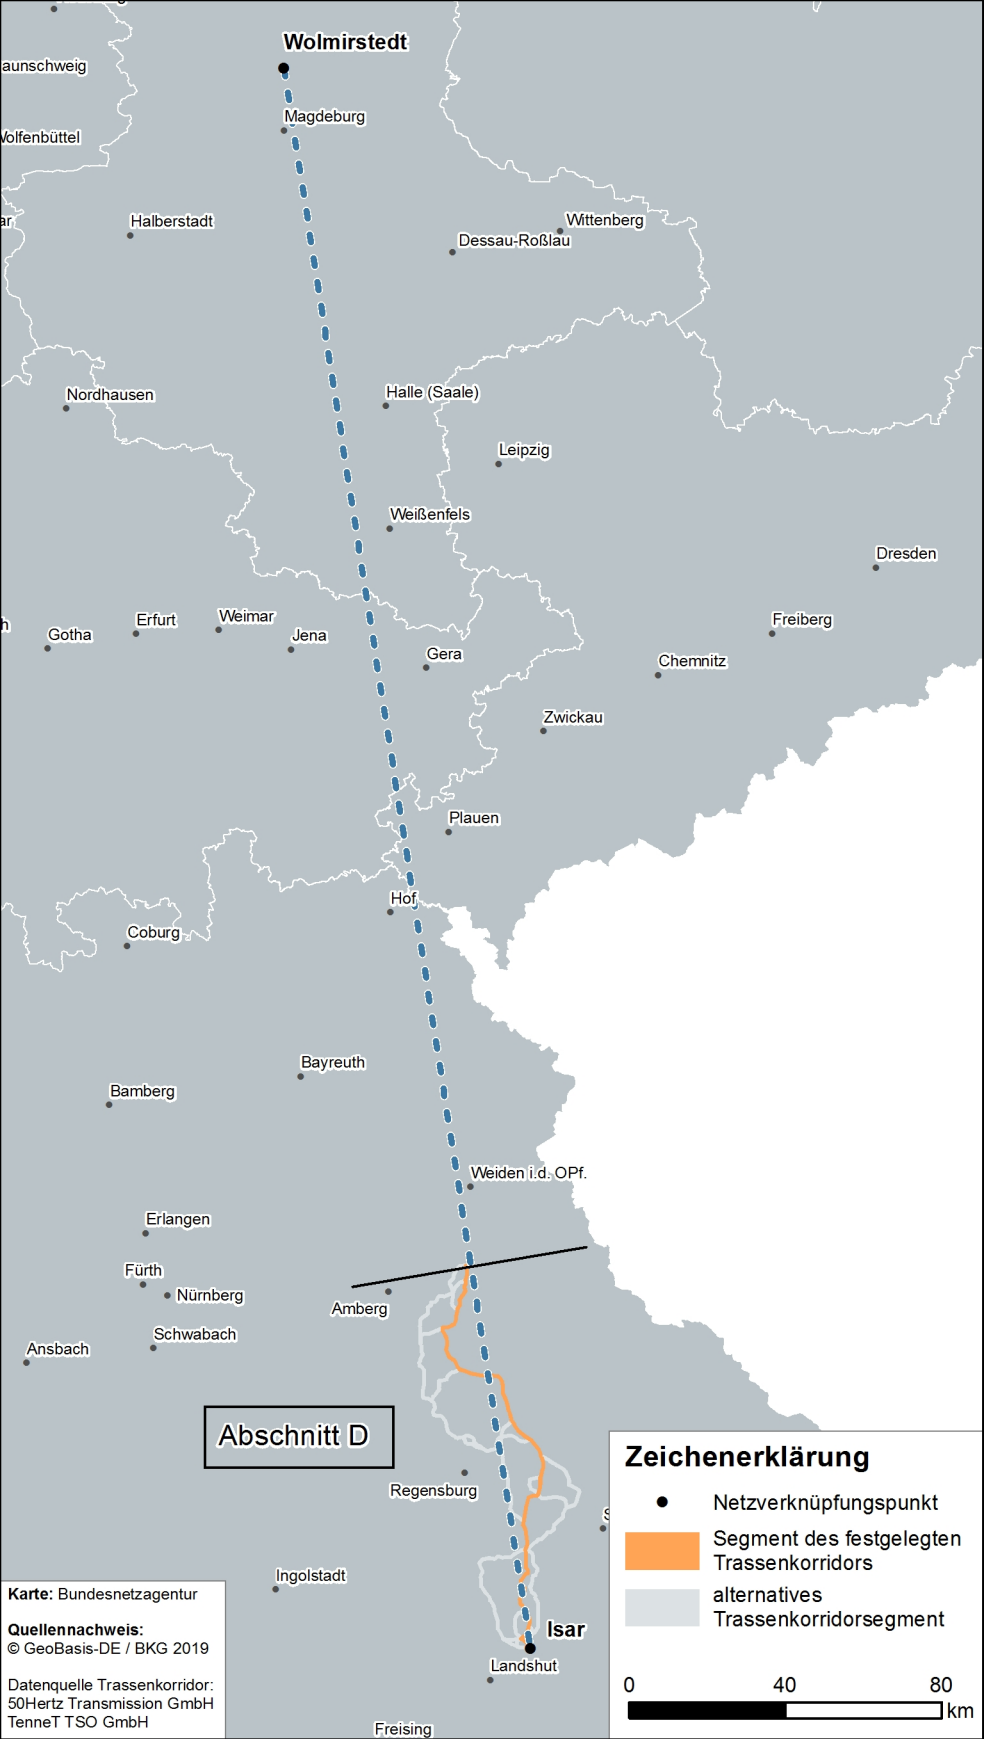 Wolmirstedt
aunschweig
Magdeburg
Wolfenbüttel
ar
Halberstadt
Wittenberg
Dessau-Roßlau
Nordhausen
Halle (Saale)
Leipzig
Weißenfels
Dresden
h
Gotha
Erfurt
Weimar
Jena
Freiberg
Gera
Chemnitz
Zwickau
Plauen
Hof
Coburg
Bayreuth
Bamberg
Weiden i.d. OPf.
Erlangen
Fürth
Nürnberg
Amberg
Schwabach
Ansbach
Abschnitt D
Regensburg
Ingolstadt
Isar
Landshut
Freising
S
Zeichenerklärung
Netzverknüpfungspunkt
Segment des festgelegten
Trassenkorridors
alternatives
Trassenkorridorsegment
0 40 80
km
Karte: Bundesnetzagentur
Quellennachweis:
© GeoBasis-DE / BKG 2019
Datenquelle Trassenkorridor:
50Hertz Transmission GmbH
TenneT TSO GmbH